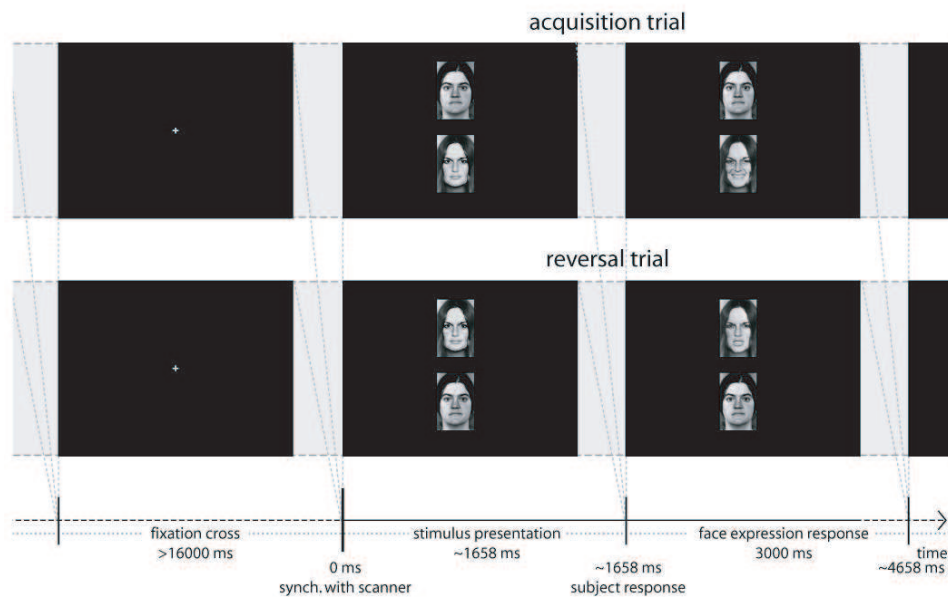 acquisition trial
reversal trial
fixation cross
>16000 ms
stimulus presentation
~1658 ms
face expression response
3000 ms
time
0 ms
synch. with scanner
~1658 ms
subject response
~4658 ms